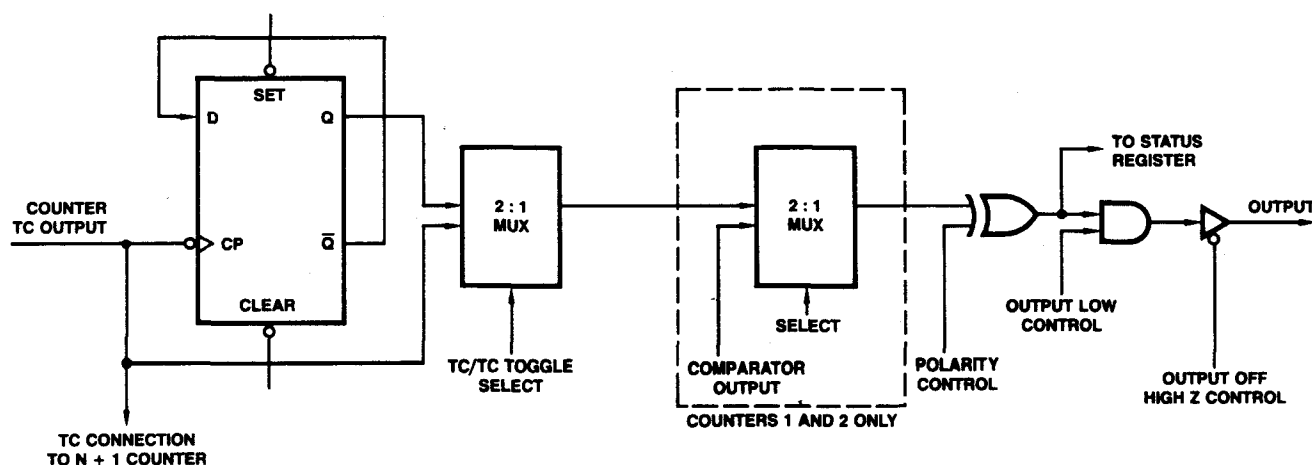 SET
D
Q
COUNTER
TC OUTPUT
CP
Q̅
CLEAR
2 : 1
MUX
TC/TC TOGGLE
SELECT
TC CONNECTION
TO N + 1 COUNTER
2 : 1
MUX
SELECT
COMPARATOR
OUTPUT
COUNTERS 1 AND 2 ONLY
POLARITY
CONTROL
TO STATUS
REGISTER
OUTPUT LOW
CONTROL
OUTPUT
OUTPUT OFF
HIGH Z CONTROL